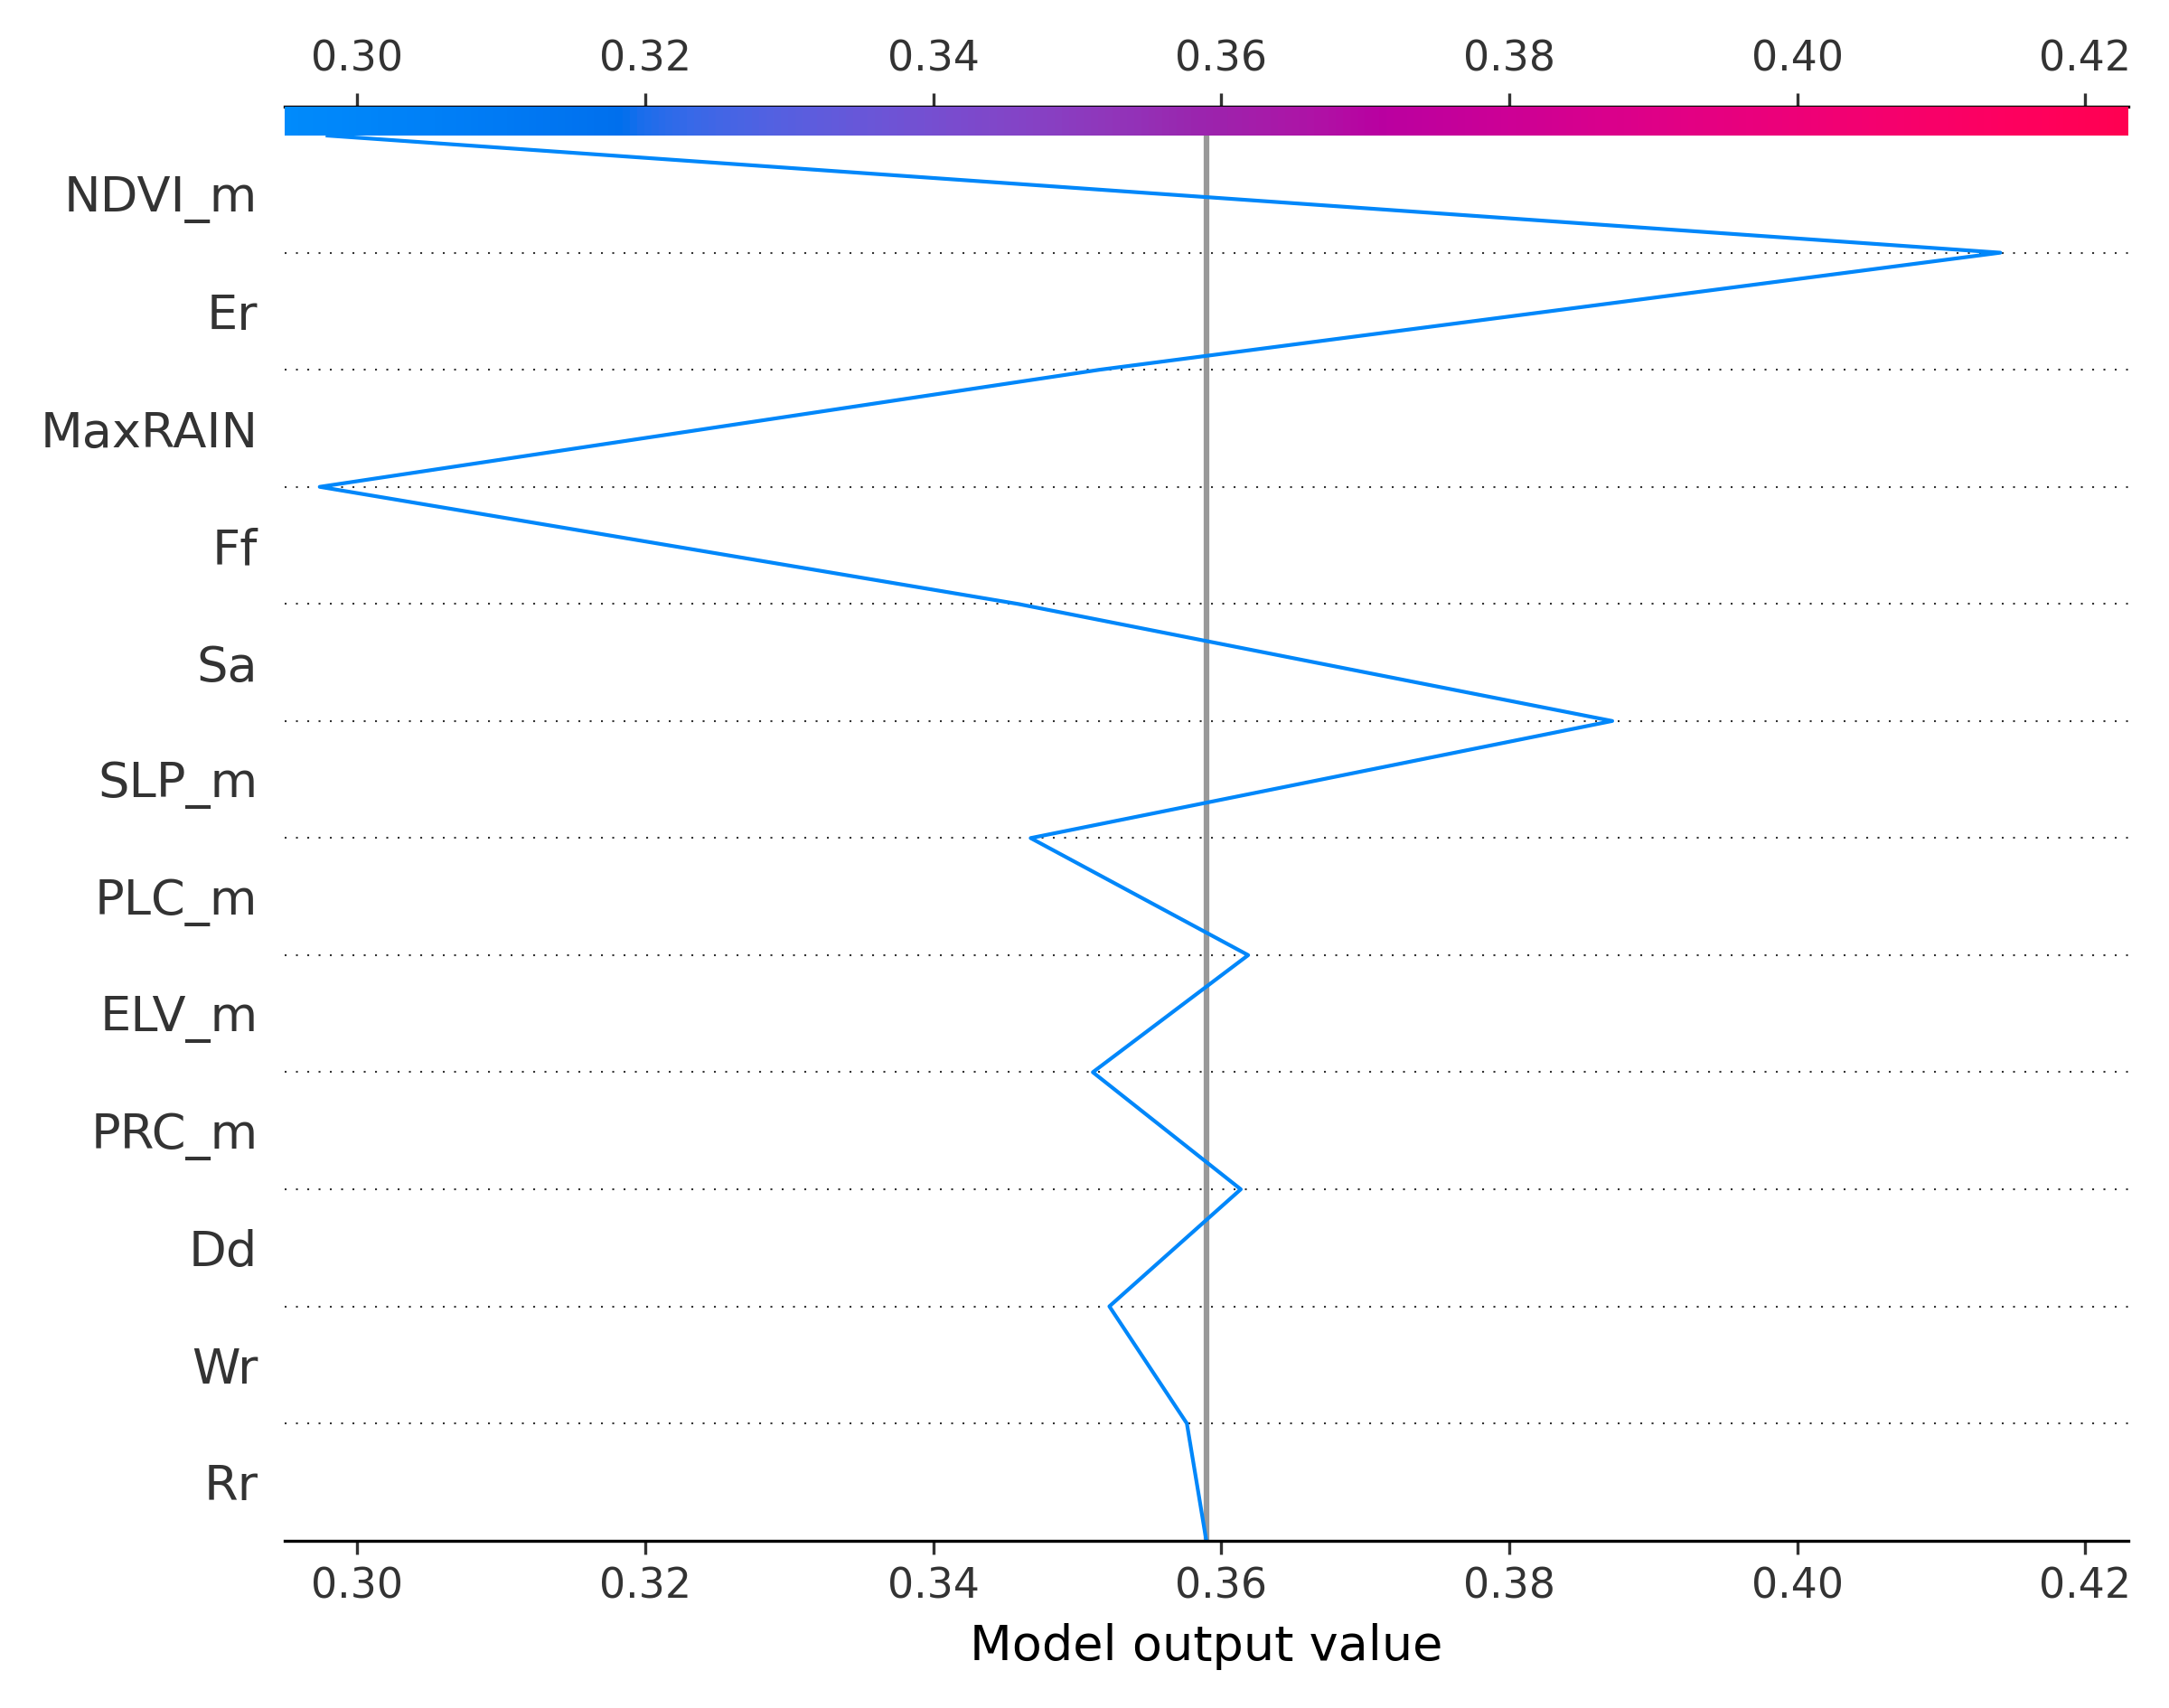 0.30 0.32 0.34 0.36 0.38 0.40 0.42
NDVI_m
Er
MaxRAIN
Ff
Sa
SLP_m
PLC_m
ELV_m
PRC_m
Dd
Wr
Rr
0.30 0.32 0.34 0.36 0.38 0.40 0.42
Model output value